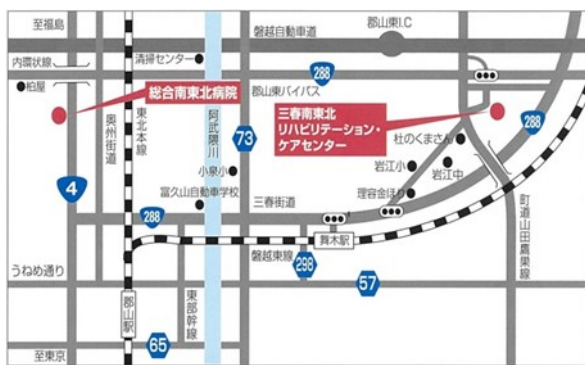 至福島
磐越自動車道
郡山東I.C
内環状線
清掃センター
288
柏屋
総合南東北病院
郡山東バイパス
三春南東北
リハビリテーション・
ケアセンター
288
奥州街道
東北本線
阿武隈川
73
杜のくまさん
小泉小
岩江小
岩江中
4
富久山自動車学校
理容金ほり
288
三春街道
町道山田鷹巣線
舞木駅
磐越東線
298
うねめ通り
57
郡山駅
東部幹線
65
至東京